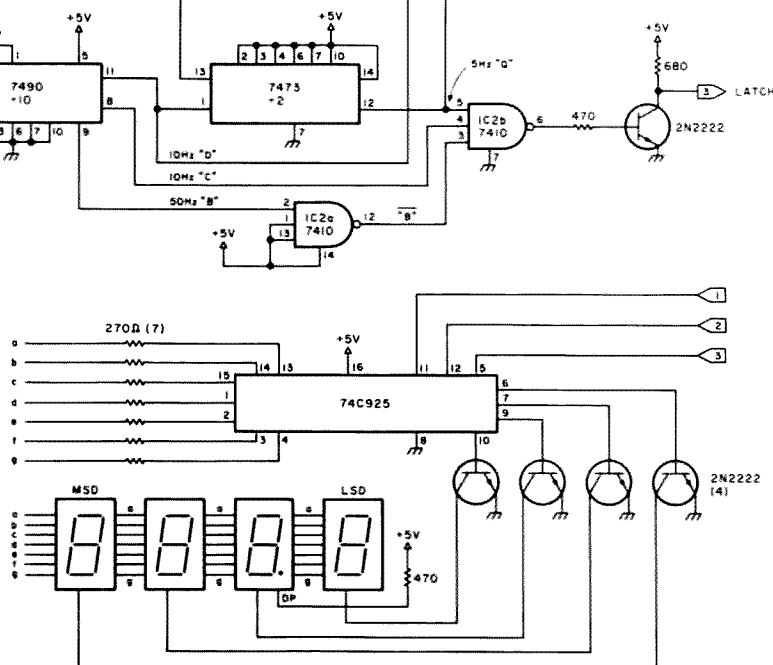 +5V
+5V
+5V
1
5
2 3 4 6 7 10
680
7490
÷10
11
13
7473
÷2
14
5Hz "Q"
3
LATCH
8
1
12
5
IC2b
7410
6
470
2N2222
4
3
6 7 10
9
7
7
10Hz "D"
10Hz "C"
50Hz "B"
2
1
13
IC2a
7410
12
"B"
+5V
14
1
270Ω (7)
2
a
+5V
3
b
14 13
16
11 12 5
c
15
6
d
1
74C925
7
e
2
9
f
3 4
8
10
g
MSD
LSD
2N2222
(4)
a
b
c
d
e
f
g
a
g
a
g
a
g
+5V
470
DP